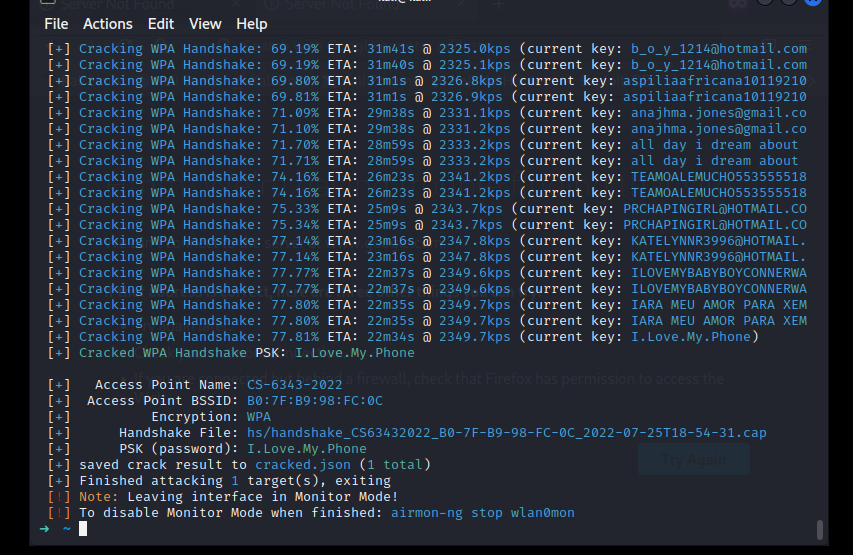 Server Not Found
File Actions Edit View Help
[+] Cracking WPA Handshake: 69.19% ETA: 31m41s @ 2325.0kps (current key: b_o_y_1214@hotmail.com
[+] Cracking WPA Handshake: 69.19% ETA: 31m40s @ 2325.1kps (current key: b_o_y_1214@hotmail.com
[+] Cracking WPA Handshake: 69.80% ETA: 31m1s @ 2326.8kps (current key: aspiliaafricana10119210
[+] Cracking WPA Handshake: 69.81% ETA: 31m1s @ 2326.9kps (current key: aspiliaafricana10119210
[+] Cracking WPA Handshake: 71.09% ETA: 29m38s @ 2331.1kps (current key: anajhma.jones@gmail.co
[+] Cracking WPA Handshake: 71.10% ETA: 29m38s @ 2331.2kps (current key: anajhma.jones@gmail.co
[+] Cracking WPA Handshake: 71.70% ETA: 28m59s @ 2333.2kps (current key: all day i dream about
[+] Cracking WPA Handshake: 71.71% ETA: 28m59s @ 2333.2kps (current key: all day i dream about
[+] Cracking WPA Handshake: 74.16% ETA: 26m23s @ 2341.2kps (current key: TEAMOALEMUCHO553555518
[+] Cracking WPA Handshake: 74.16% ETA: 26m23s @ 2341.2kps (current key: TEAMOALEMUCHO553555518
[+] Cracking WPA Handshake: 75.33% ETA: 25m9s @ 2343.7kps (current key: PRCHAPINGIRL@HOTMAIL.CO
[+] Cracking WPA Handshake: 75.34% ETA: 25m9s @ 2343.7kps (current key: PRCHAPINGIRL@HOTMAIL.CO
[+] Cracking WPA Handshake: 77.14% ETA: 23m16s @ 2347.8kps (current key: KATELYNNR3996@HOTMAIL.
[+] Cracking WPA Handshake: 77.14% ETA: 23m16s @ 2347.8kps (current key: KATELYNNR3996@HOTMAIL.
[+] Cracking WPA Handshake: 77.77% ETA: 22m37s @ 2349.6kps (current key: ILOVEMYBABYBOYCONNERWA
[+] Cracking WPA Handshake: 77.77% ETA: 22m37s @ 2349.6kps (current key: ILOVEMYBABYBOYCONNERWA
[+] Cracking WPA Handshake: 77.80% ETA: 22m35s @ 2349.7kps (current key: IARA MEU AMOR PARA XEM
[+] Cracking WPA Handshake: 77.80% ETA: 22m35s @ 2349.7kps (current key: IARA MEU AMOR PARA XEM
[+] Cracking WPA Handshake: 77.81% ETA: 22m34s @ 2349.7kps (current key: I.Love.My.Phone)
[+] Cracked WPA Handshake PSK: I.Love.My.Phone
behind a firewall, check that Firefox has permission to access the
[+] Access Point Name: CS-6343-2022
[+] Access Point BSSID: B0:7F:B9:98:FC:0C
[+] Encryption: WPA
[+] Handshake File: hs/handshake_CS63432022_B0-7F-B9-98-FC-0C_2022-07-25T18-54-31.cap
[+] PSK (password): I.Love.My.Phone
[+] saved crack result to cracked.json (1 total)
Try Again
[+] Finished attacking 1 target(s), exiting
[!] Note: Leaving interface in Monitor Mode!
[!] To disable Monitor Mode when finished: airmon-ng stop wlan0mon
→ ~